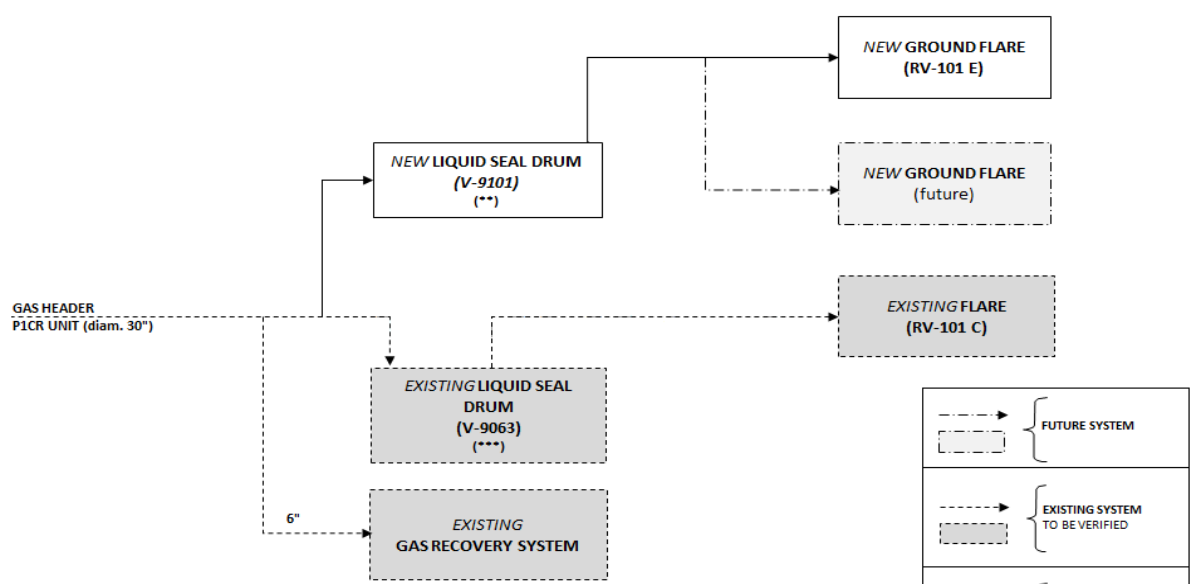 NEW GROUND FLARE
(RV-101 E)
NEW LIQUID SEAL DRUM
(V-9101)
(**)
NEW GROUND FLARE
(future)
GAS HEADER
P1CR UNIT (diam. 30")
EXISTING FLARE
(RV-101 C)
EXISTING LIQUID SEAL
DRUM
(V-9063)
(***)
6"
EXISTING
GAS RECOVERY SYSTEM
FUTURE SYSTEM
EXISTING SYSTEM
TO BE VERIFIED